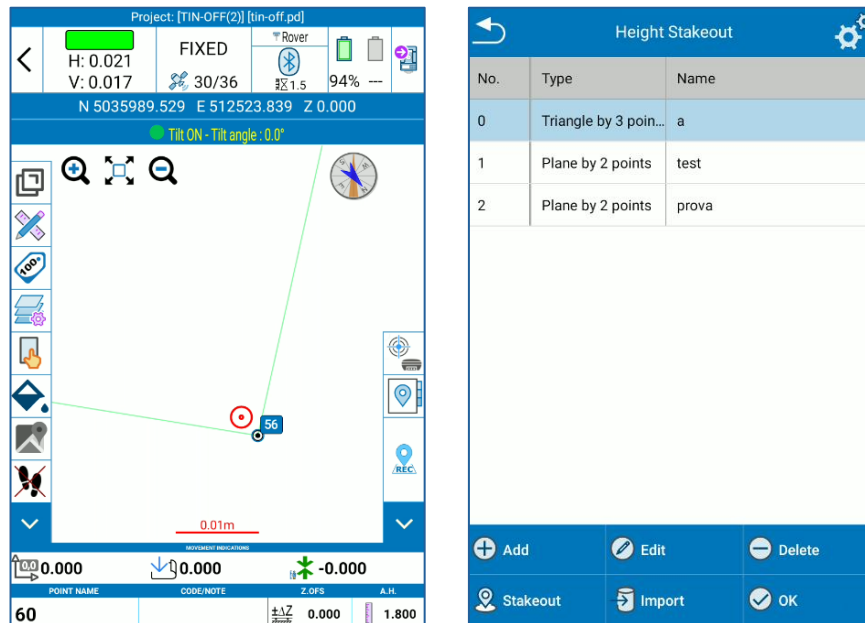 Project: [TIN-OFF(2)] [tin-off.pd]
H: 0.021
V: 0.017
FIXED
30/36
Rover
1.5
94%
---
N 5035989.529 E 512523.839 Z 0.000
Tilt ON - Tilt angle : 0.0°
100°
56
REC
0.01m
MOVEMENT INDICATIONS
0.000
0.000
-0.000
POINT NAME
CODE/NOTE
Z.OFS
A.H.
60
±ΔZ
0.000
1.800
Height Stakeout
No. Type Name
0 Triangle by 3 poin... a
1 Plane by 2 points test
2 Plane by 2 points prova
Add
Edit
Delete
Stakeout
Import
OK